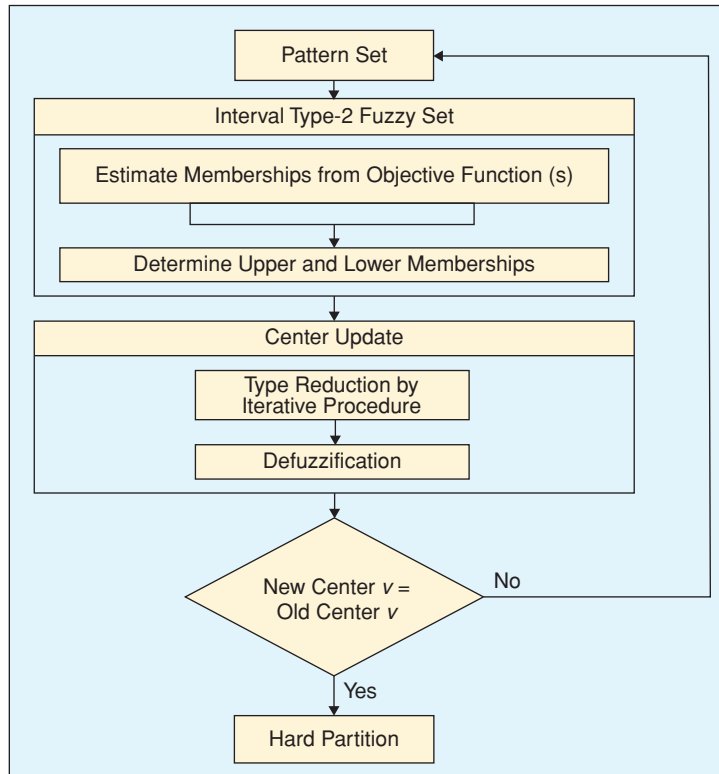 Pattern Set
Interval Type-2 Fuzzy Set
Estimate Memberships from Objective Function (s)
Determine Upper and Lower Memberships
Center Update
Type Reduction by
Iterative Procedure
Defuzzification
New Center v =
Old Center v
No
Yes
Hard Partition